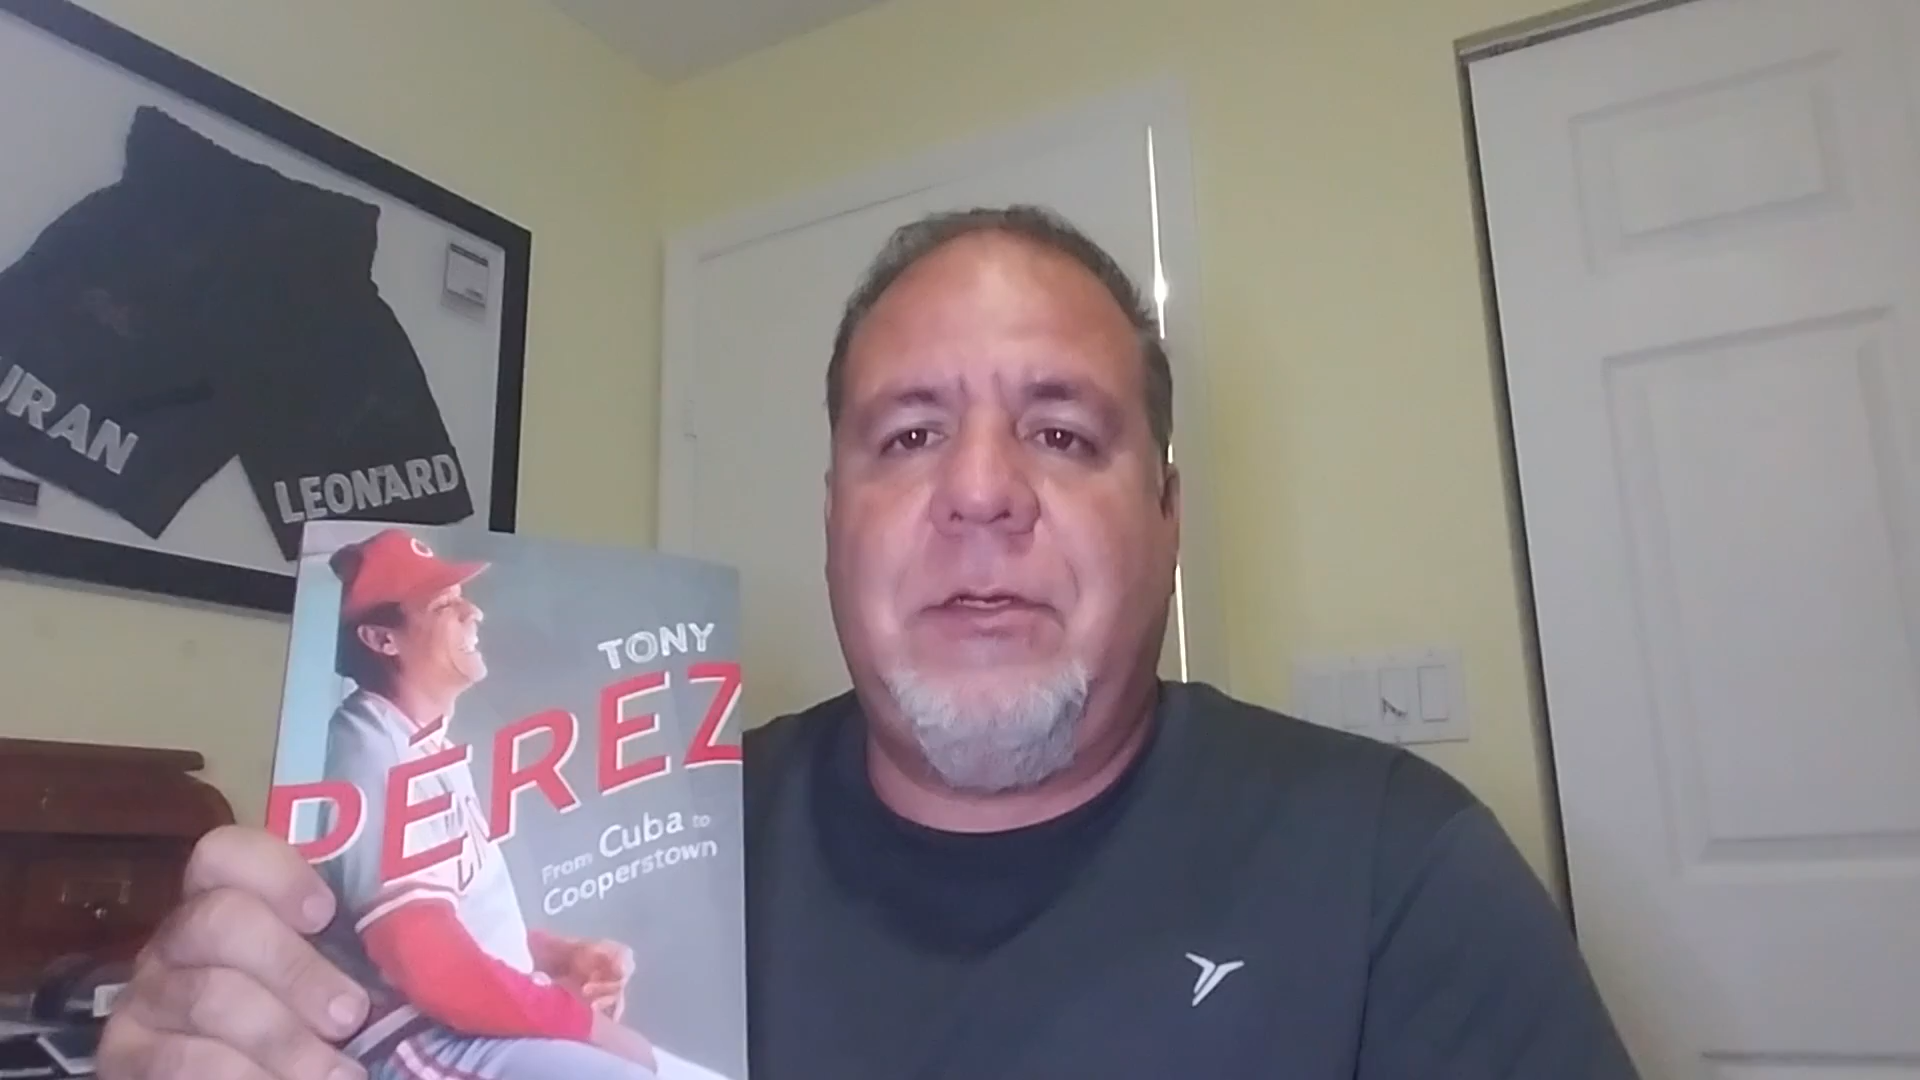 URAN
LEONARD
TONY
PÉREZ
From Cuba to
Cooperstown